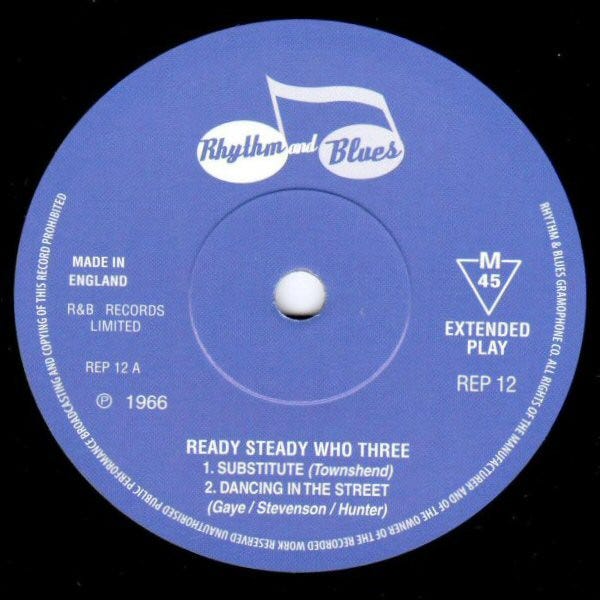 Rhythm and Blues
MADE IN
ENGLAND
R&B RECORDS
LIMITED
REP 12 A
℗ 1966
M
45
EXTENDED
PLAY
REP 12
READY STEADY WHO THREE
1. SUBSTITUTE (Townshend)
2. DANCING IN THE STREET
(Gaye / Stevenson / Hunter)
RHYTHM & BLUES GRAMOPHONE CO. ALL RIGHTS OF THE MANUFACTURER AND OF THE OWNER OF THE RECORDED WORK RESERVED UNAUTHORISED PUBLIC PERFORMANCE BROADCASTING AND COPYING OF THIS RECORD PROHIBITED